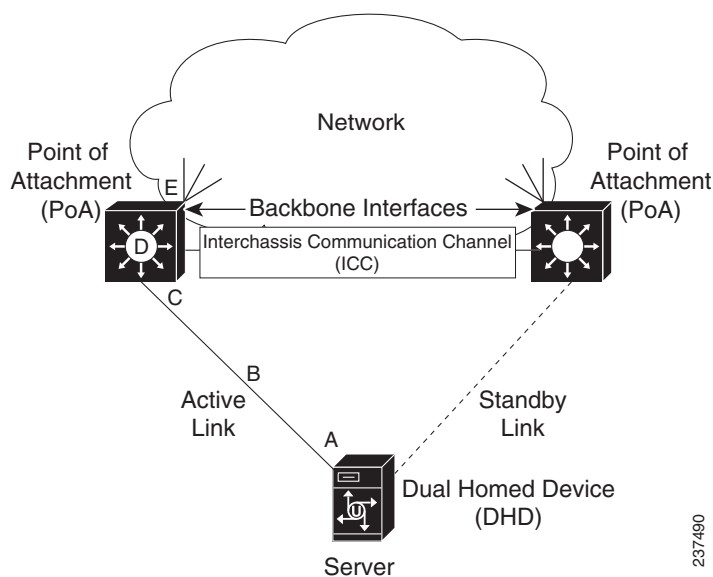 Network
Point of
Attachment
(PoA)
E
Backbone Interfaces
Point of
Attachment
(PoA)
D
Interchassis Communication Channel
(ICC)
C
B
Active
Link
Standby
Link
A
U
Dual Homed Device
(DHD)
Server
237490